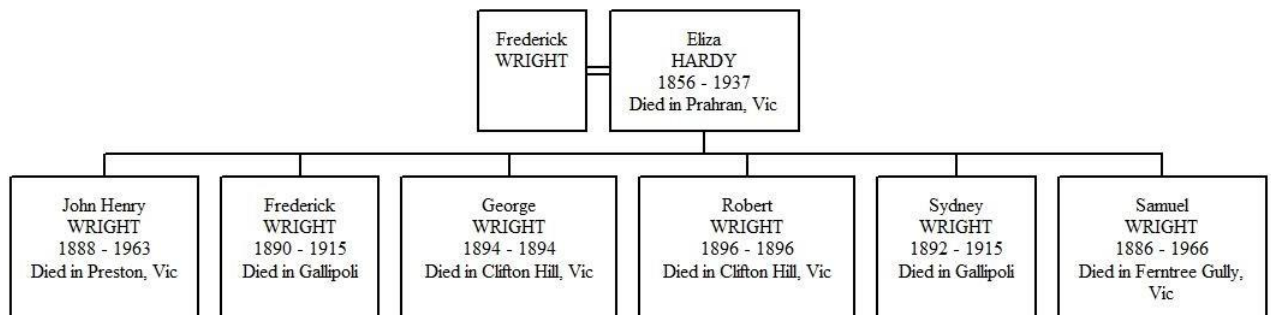 Frederick
WRIGHT
Eliza
HARDY
1856 - 1937
Died in Prahran, Vic
John Henry
WRIGHT
1888 - 1963
Died in Preston, Vic
Frederick
WRIGHT
1890 - 1915
Died in Gallipoli
George
WRIGHT
1894 - 1894
Died in Clifton Hill, Vic
Robert
WRIGHT
1896 - 1896
Died in Clifton Hill, Vic
Sydney
WRIGHT
1892 - 1915
Died in Gallipoli
Samuel
WRIGHT
1886 - 1966
Died in Ferntree Gully,
Vic